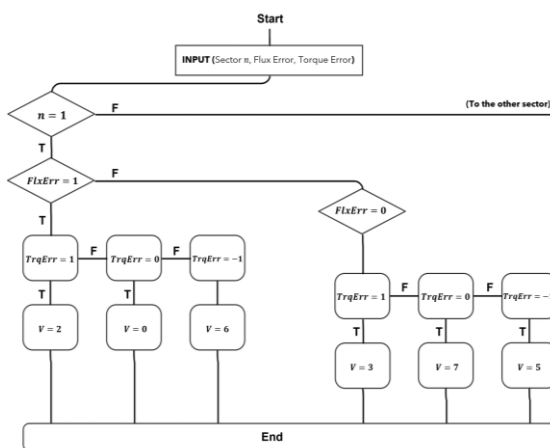 Start
INPUT (Sector n, Flux Error, Torque Error)
n = 1
F
(To the other sector)
T
FlxErr = 1
F
FlxErr = 0
T
TrqErr = 1
F
TrqErr = 0
F
TrqErr = −1
T
T
V = 2
V = 0
V = 6
TrqErr = 1
F
TrqErr = 0
F
TrqErr = −
T
T
T
V = 3
V = 7
V = 5
End